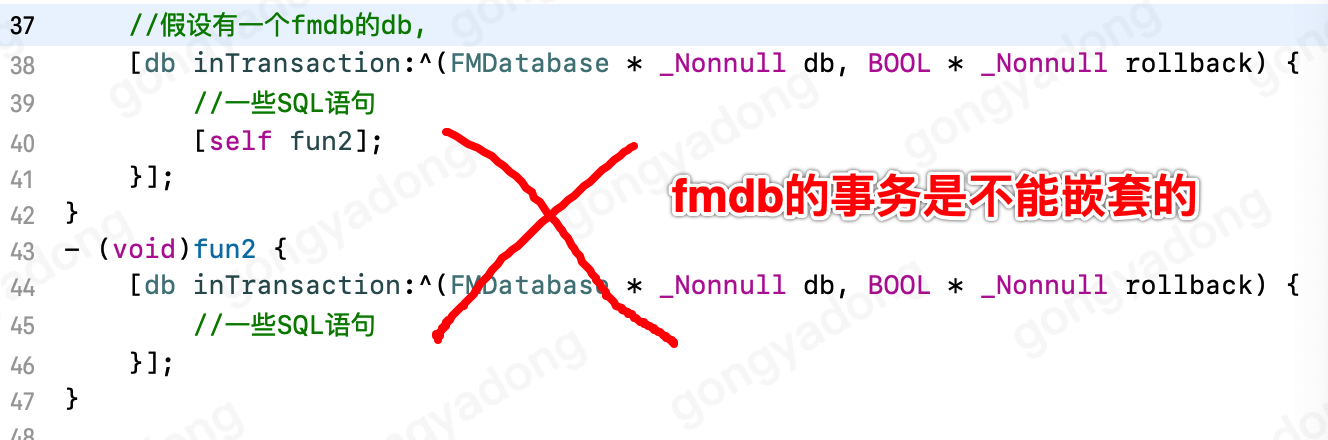 37 //假设有一个fmdb的db,
38 [db inTransaction:^(FMDatabase * _Nonnull db, BOOL * _Nonnull rollback) {
39 //一些SQL语句
40 [self fun2];
41 }];
fmdb的事务是不能嵌套的
42 }
43 - (void)fun2 {
44 [db inTransaction:^(FMDatabase * _Nonnull db, BOOL * _Nonnull rollback) {
45 //一些SQL语句
46 }];
47 }
48
gongyadong
gongyadong
gongyadong
gongyadong
gongyadong
gongyadong